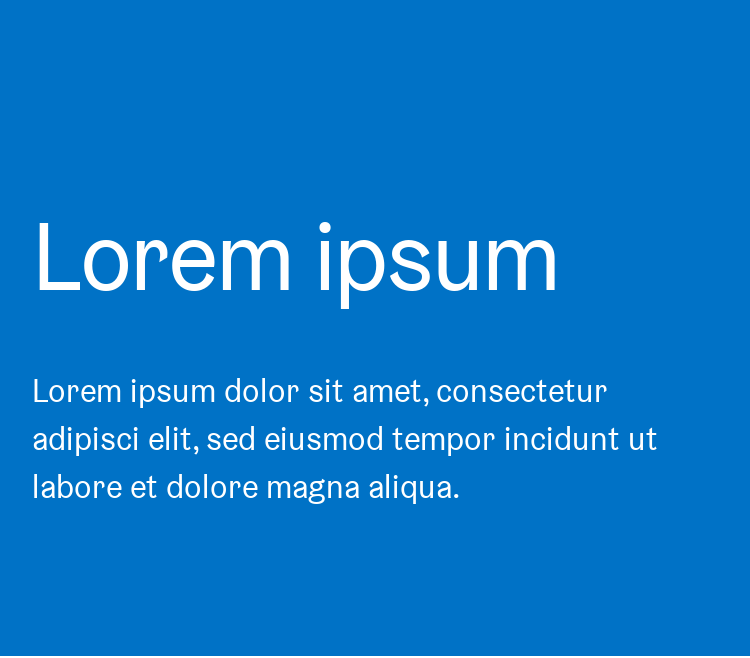 Lorem ipsum
Lorem ipsum dolor sit amet, consectetur
adipisci elit, sed eiusmod tempor incidunt ut
labore et dolore magna aliqua.